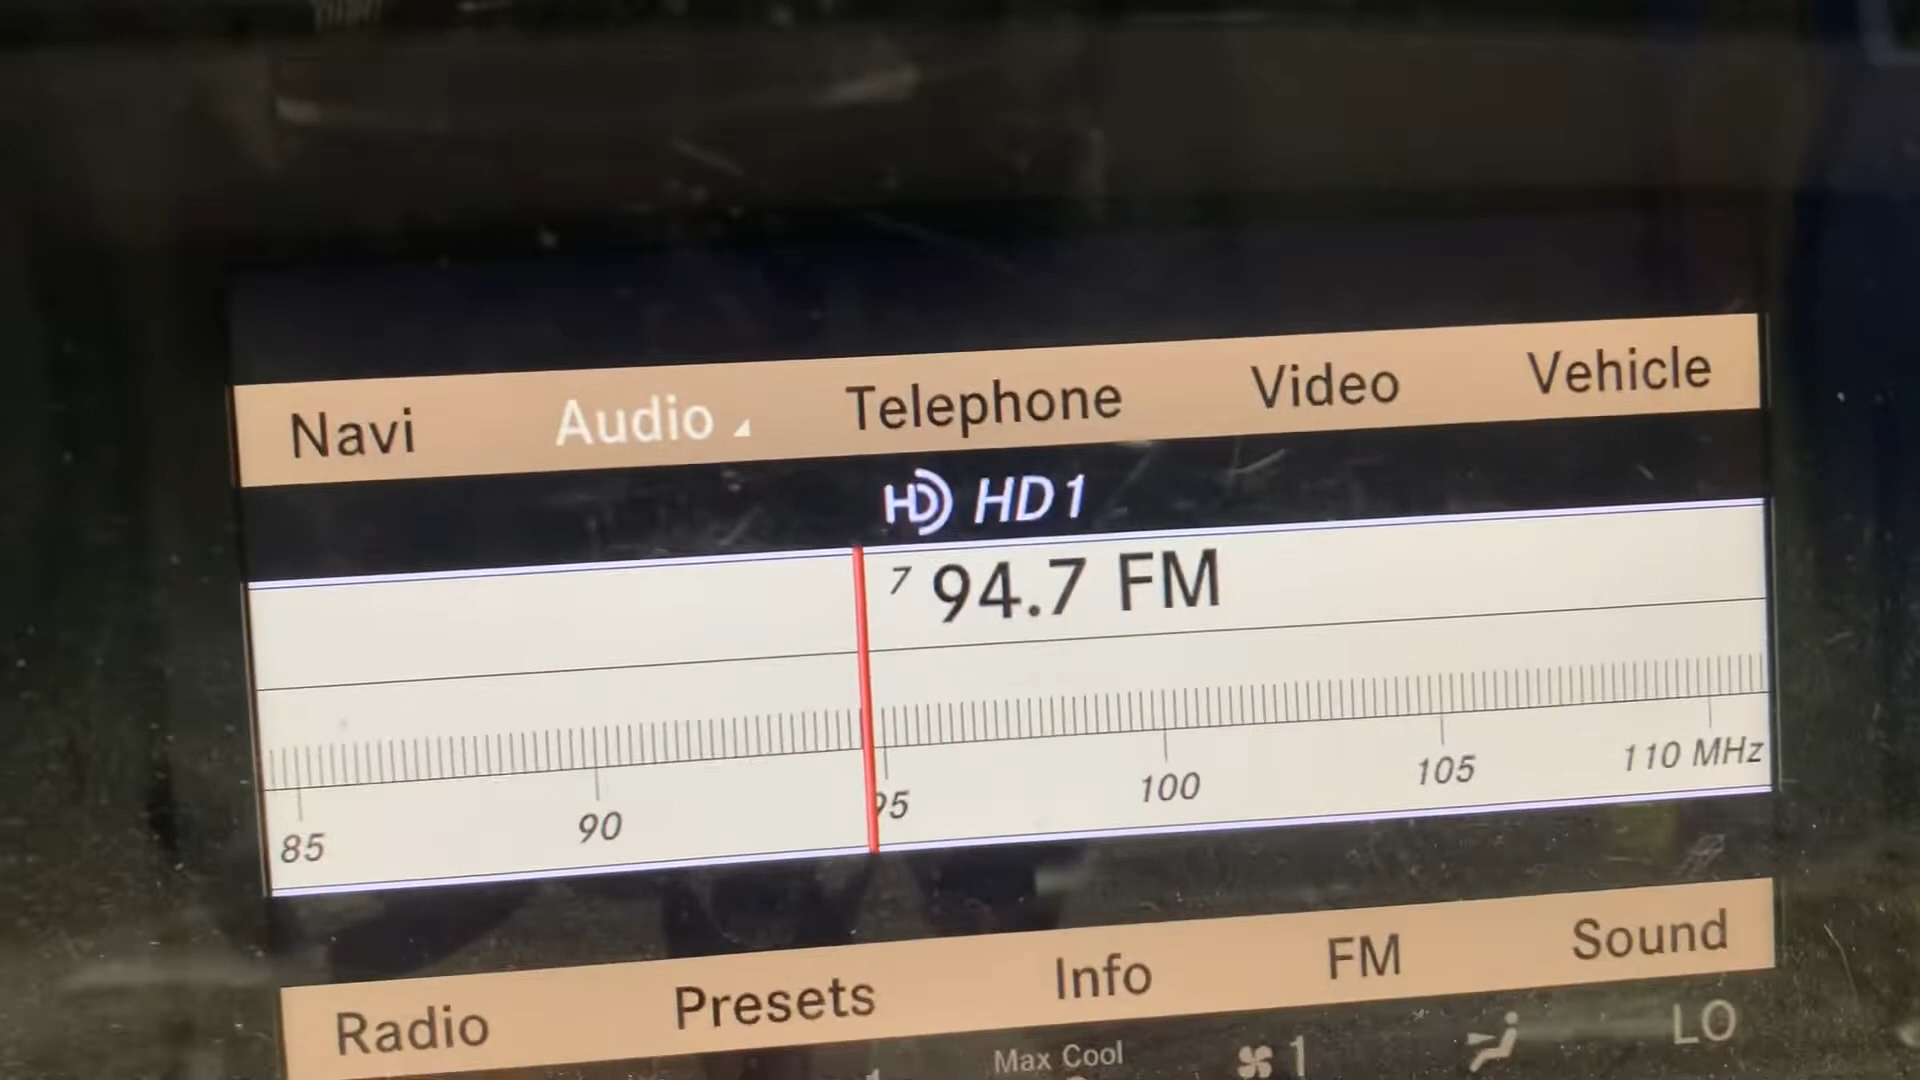 Navi Audio Telephone Video Vehicle
HD HD1
7 94.7 FM
85 90 95 100 105 110 MHz
Radio Presets Info FM Sound
Max Cool 1 LO